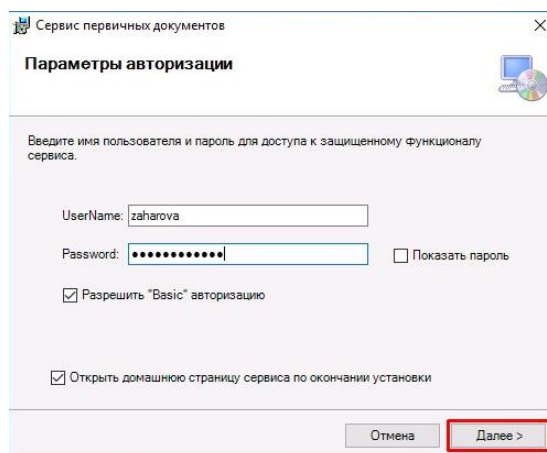 Сервис первичных документов
Параметры авторизации
Введите имя пользователя и пароль для доступа к защищенному функционалу
сервиса.
UserName: zaharova
Password: ●●●●●●●●●●●●
Показать пароль
Разрешить "Basic" авторизацию
Открыть домашнюю страницу сервиса по окончании установки
Отмена
Далее >